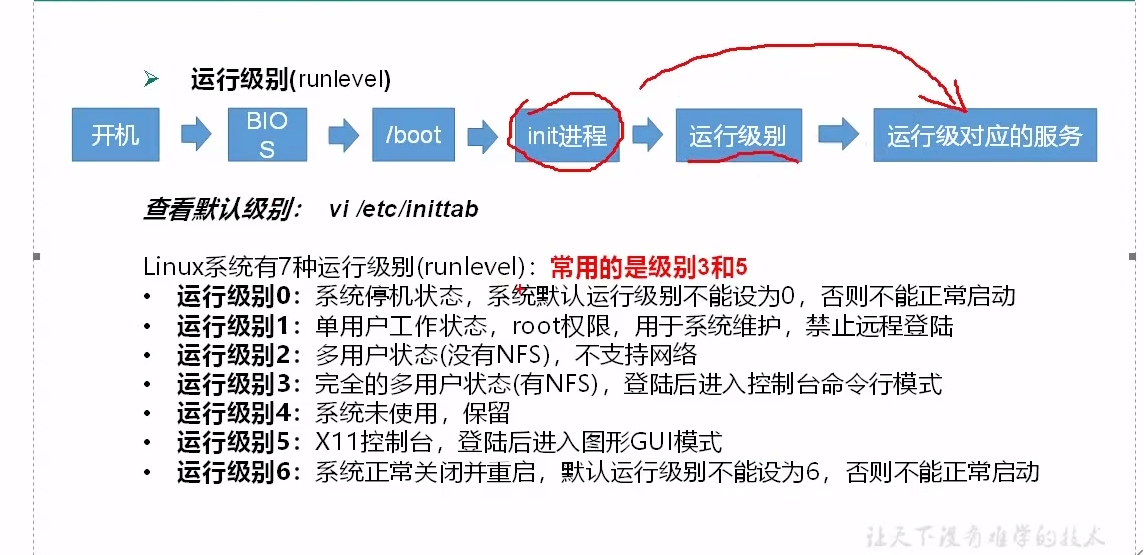 运行级别(runlevel)
开机
BIO
S
/boot
init进程
运行级别
运行级对应的服务
查看默认级别： vi /etc/inittab
Linux系统有7种运行级别(runlevel)：常用的是级别3和5
• 运行级别0：系统停机状态，系统默认运行级别不能设为0，否则不能正常启动
• 运行级别1：单用户工作状态，root权限，用于系统维护，禁止远程登陆
• 运行级别2：多用户状态(没有NFS)，不支持网络
• 运行级别3：完全的多用户状态(有NFS)，登陆后进入控制台命令行模式
• 运行级别4：系统未使用，保留
• 运行级别5：X11控制台，登陆后进入图形GUI模式
• 运行级别6：系统正常关闭并重启，默认运行级别不能设为6，否则不能正常启动
让天下没有难学的技术